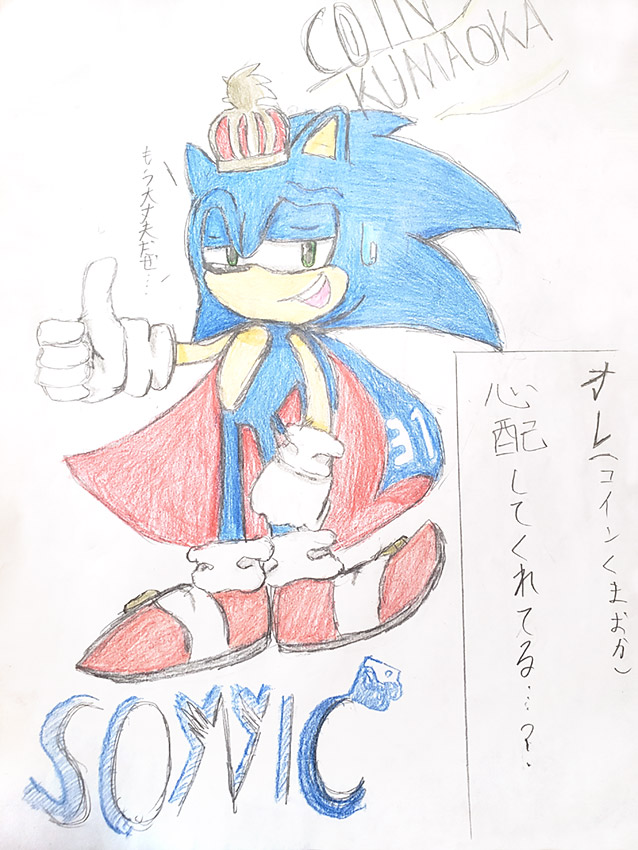 COIN
KUMAOKA
もう大丈夫だぜ…
オレ(コインくまおか)
心配してくれてる…?
31
SONIC